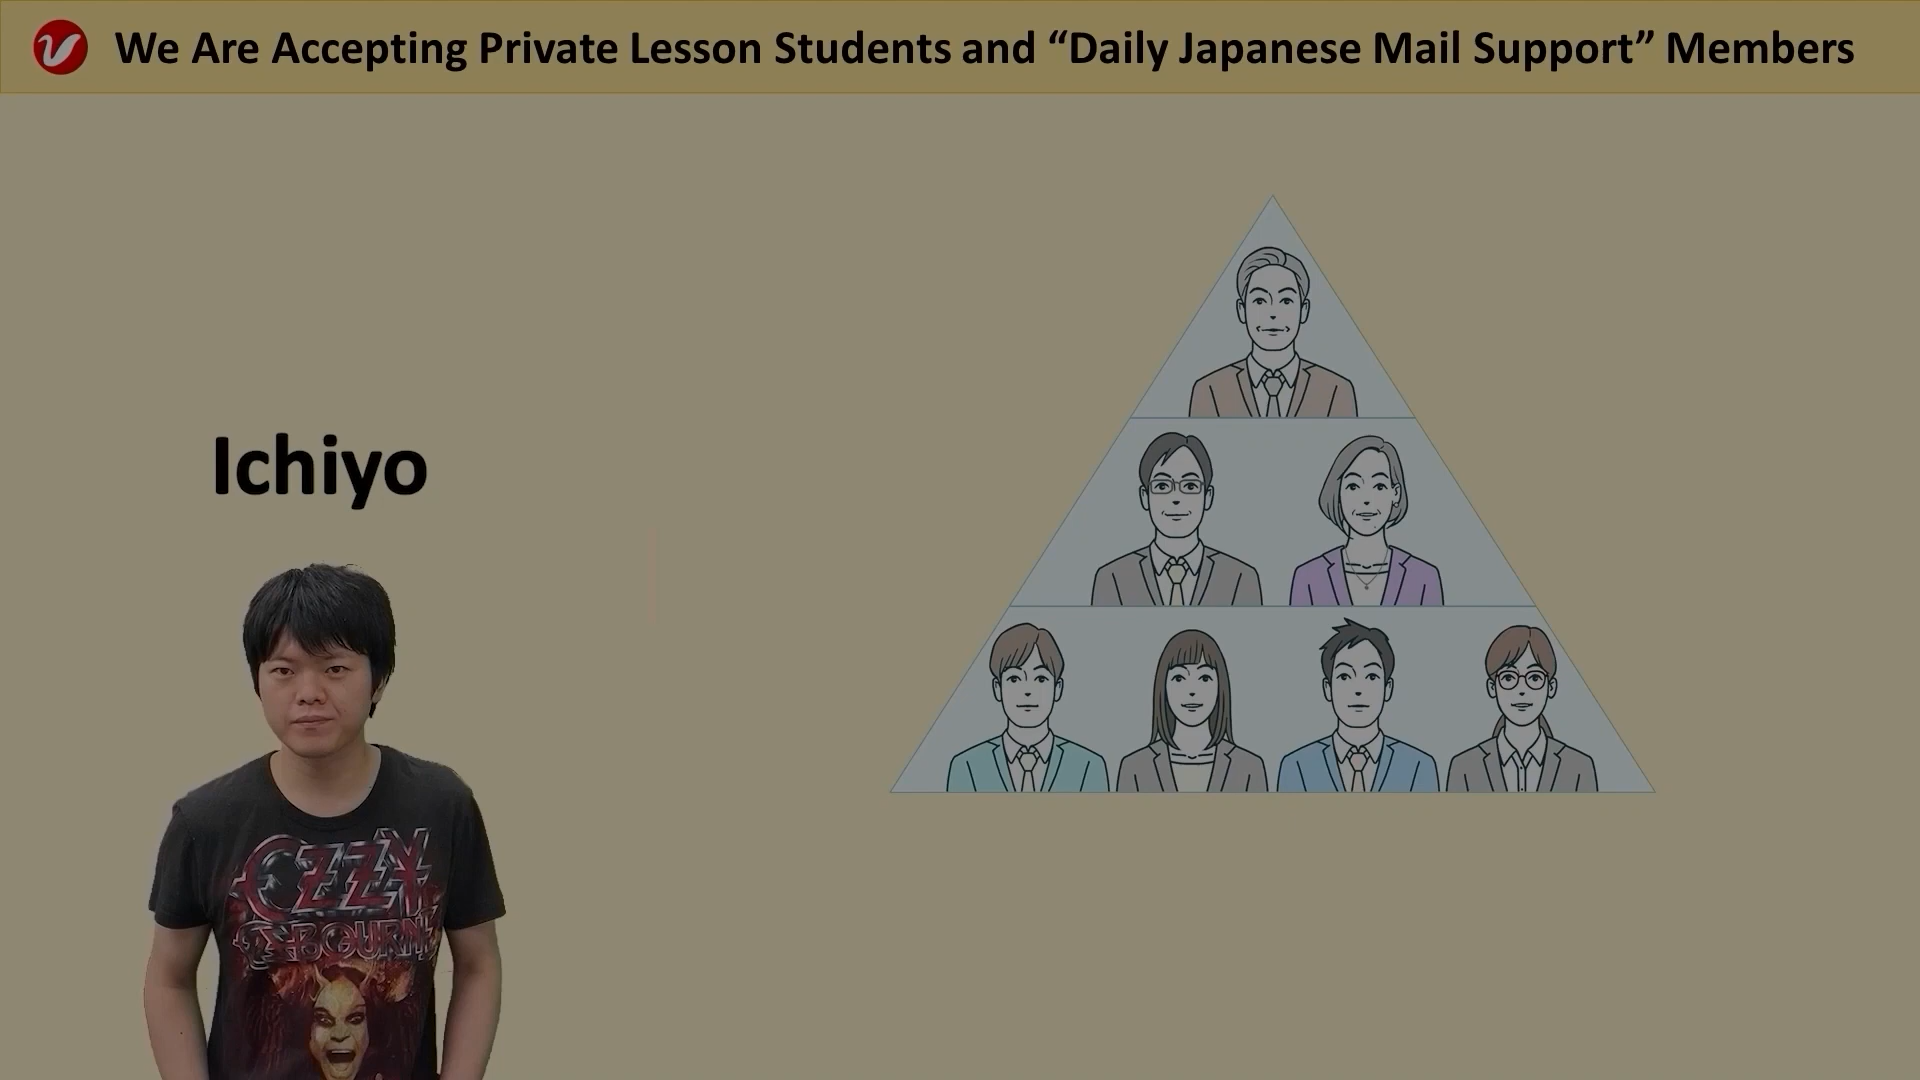 We Are Accepting Private Lesson Students and “Daily Japanese Mail Support” Members
Ichiyo
OZZY
OSBOURNE